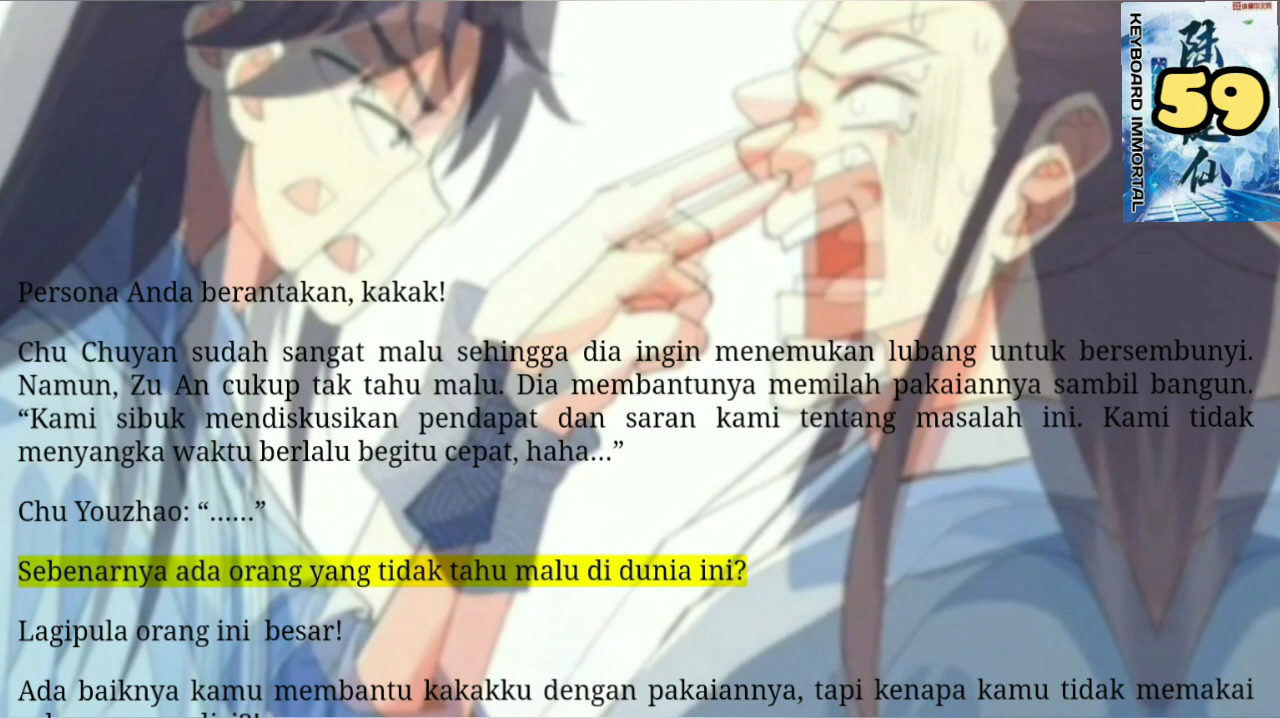 KEYBOARD IMMORTAL
59
仙
Persona Anda berantakan, kakak!
Chu Chuyan sudah sangat malu sehingga dia ingin menemukan lubang untuk bersembunyi.
Namun, Zu An cukup tak tahu malu. Dia membantunya memilah pakaiannya sambil bangun.
“Kami sibuk mendiskusikan pendapat dan saran kami tentang masalah ini. Kami tidak
menyangka waktu berlalu begitu cepat, haha…”
Chu Youzhao: “……”
Sebenarnya ada orang yang tidak tahu malu di dunia ini?
Lagipula orang ini  besar!
Ada baiknya kamu membantu kakakku dengan pakaiannya, tapi kenapa kamu tidak memakai